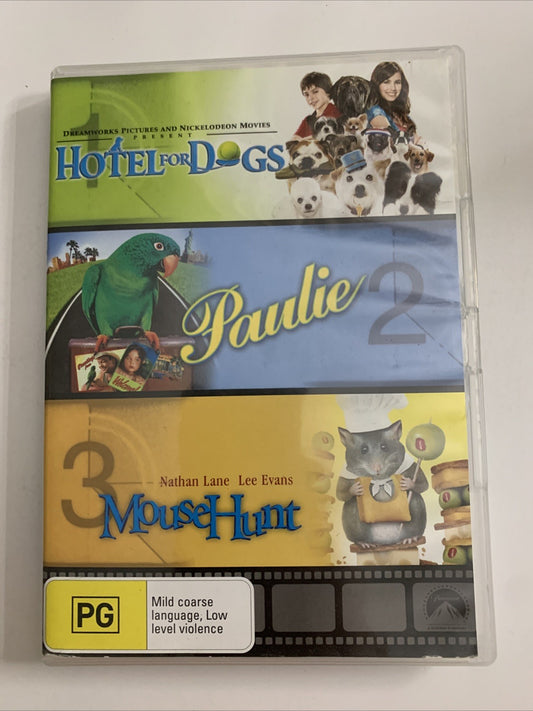 1
DREAMWORKS PICTURES AND NICKELODEON MOVIES
PRESENT
HOTEL FOR DOGS
Paulie
2
3
Nathan Lane Lee Evans
MouseHunt
PG
Mild coarse
language, Low
level violence